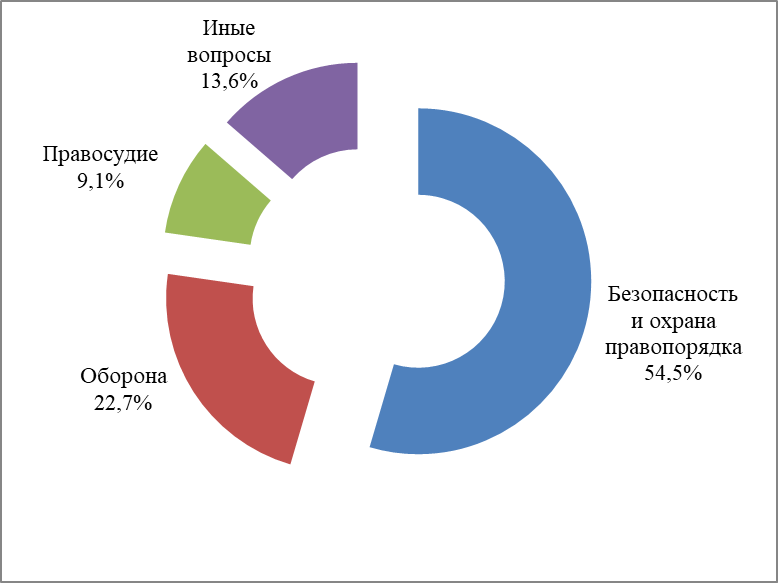 Иные
вопросы
13,6%
Правосудие
9,1%
Безопасность
и охрана
правопорядка
54,5%
Оборона
22,7%